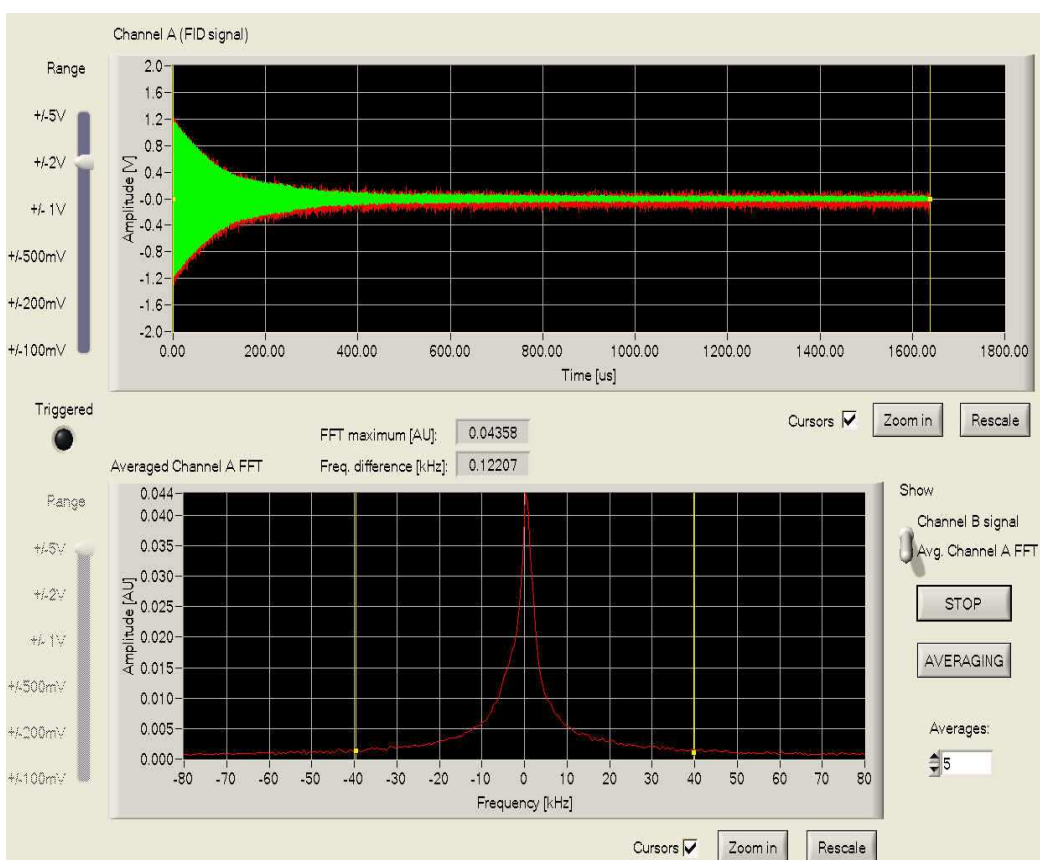 Channel A (FID signal)
Range
+/-5V
+/-2V
+/- 1V
+/-500mV
+/-200mV
+/-100mV
Amplitude [V]
2.0
1.6
1.2
0.8
0.4
-0.0
-0.4
-0.8
-1.2
-1.6
-2.0
0.00 200.00 400.00 600.00 800.00 1000.00 1200.00 1400.00 1600.00 1800.00
Time [us]
Triggered
Cursors Zoom in Rescale
FFT maximum [AU]: 0.04358
Averaged Channel A FFT Freq. difference [kHz]: 0.12207
Range
+/-5V
+/-2V
+/- 1V
+/-500mV
+/-200mV
+/-100mV
Amplitude [AU]
0.044
0.040
0.035
0.030
0.025
0.020
0.015
0.010
0.005
0.000
-80 -70 -60 -50 -40 -30 -20 -10 0 10 20 30 40 50 60 70 80
Frequency [kHz]
Show
Channel B signal
Avg. Channel A FFT
STOP
AVERAGING
Averages:
5
Cursors Zoom in Rescale